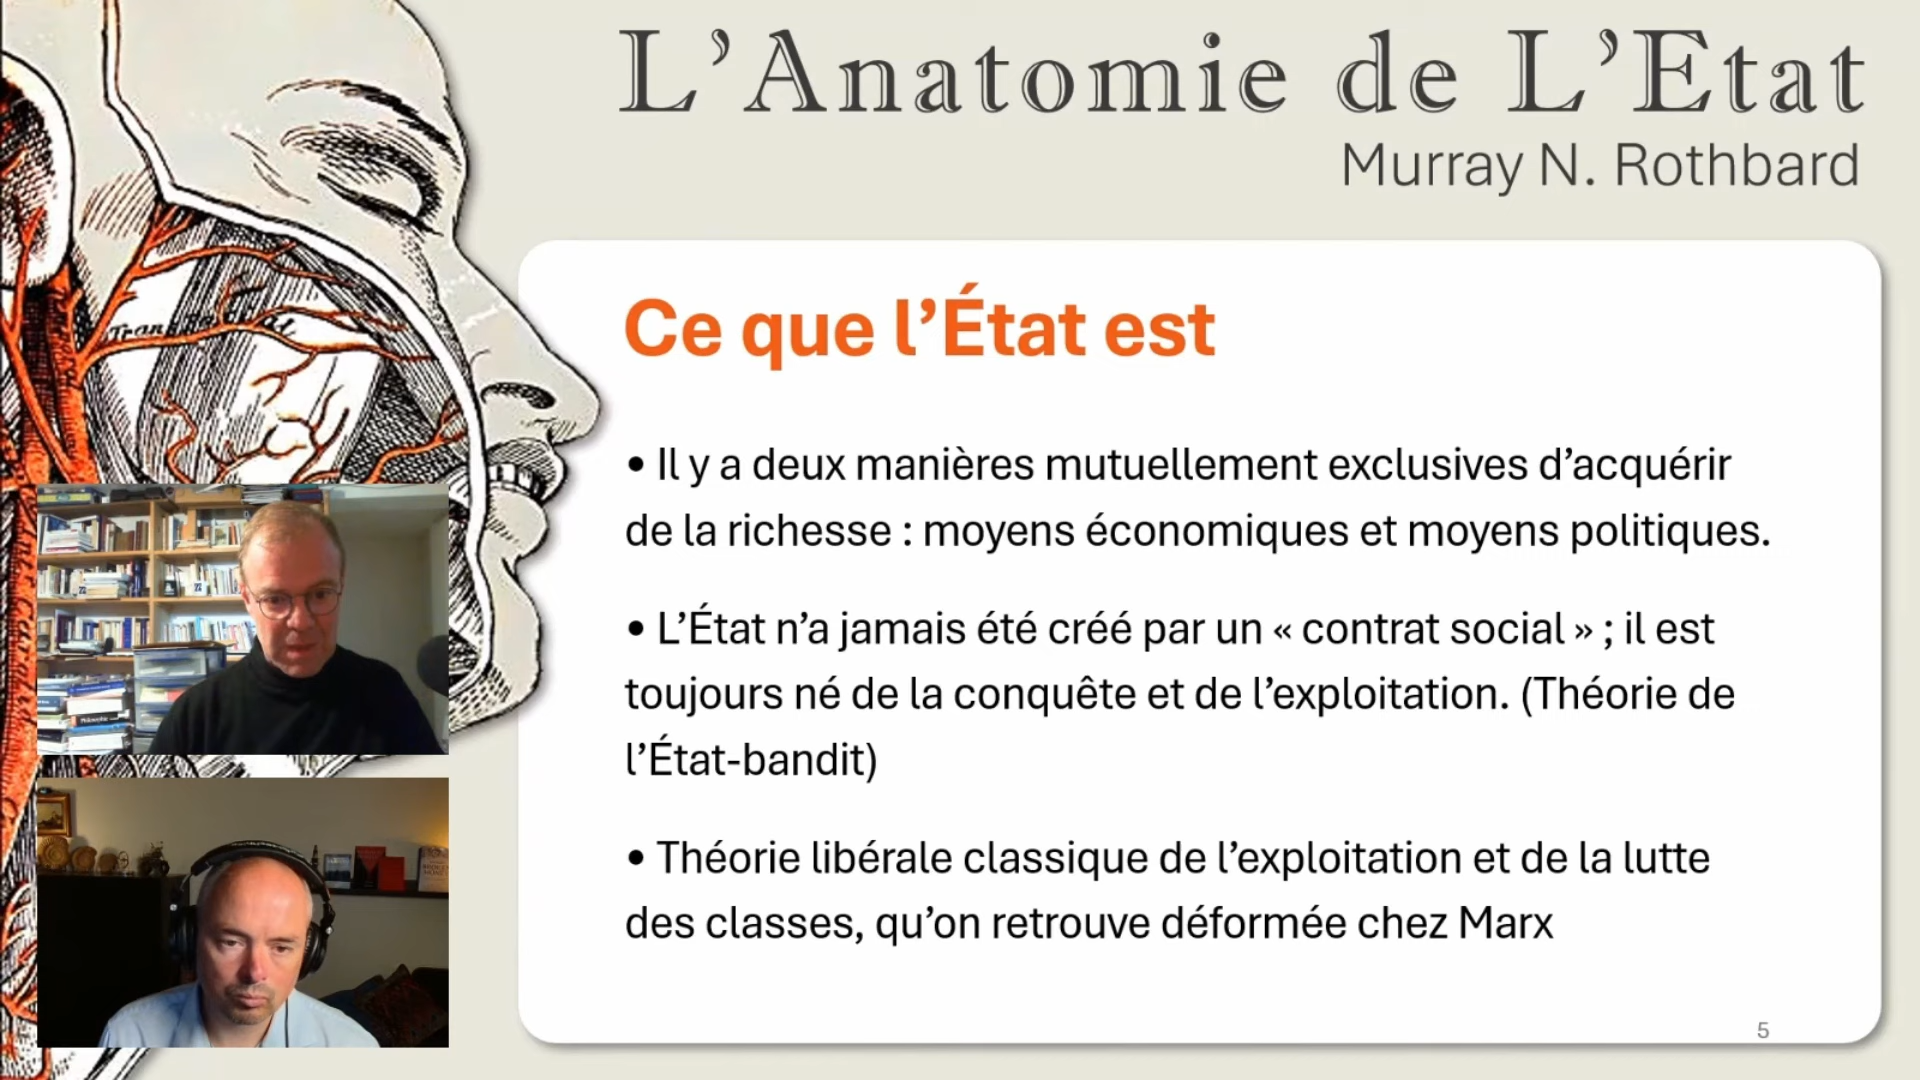 L’Anatomie de L’Etat
Murray N. Rothbard
Ce que l’État est
• Il y a deux manières mutuellement exclusives d’acquérir
de la richesse : moyens économiques et moyens politiques.
• L’État n’a jamais été créé par un « contrat social » ; il est
toujours né de la conquête et de l’exploitation. (Théorie de
l’État-bandit)
• Théorie libérale classique de l’exploitation et de la lutte
des classes, qu’on retrouve déformée chez Marx
5